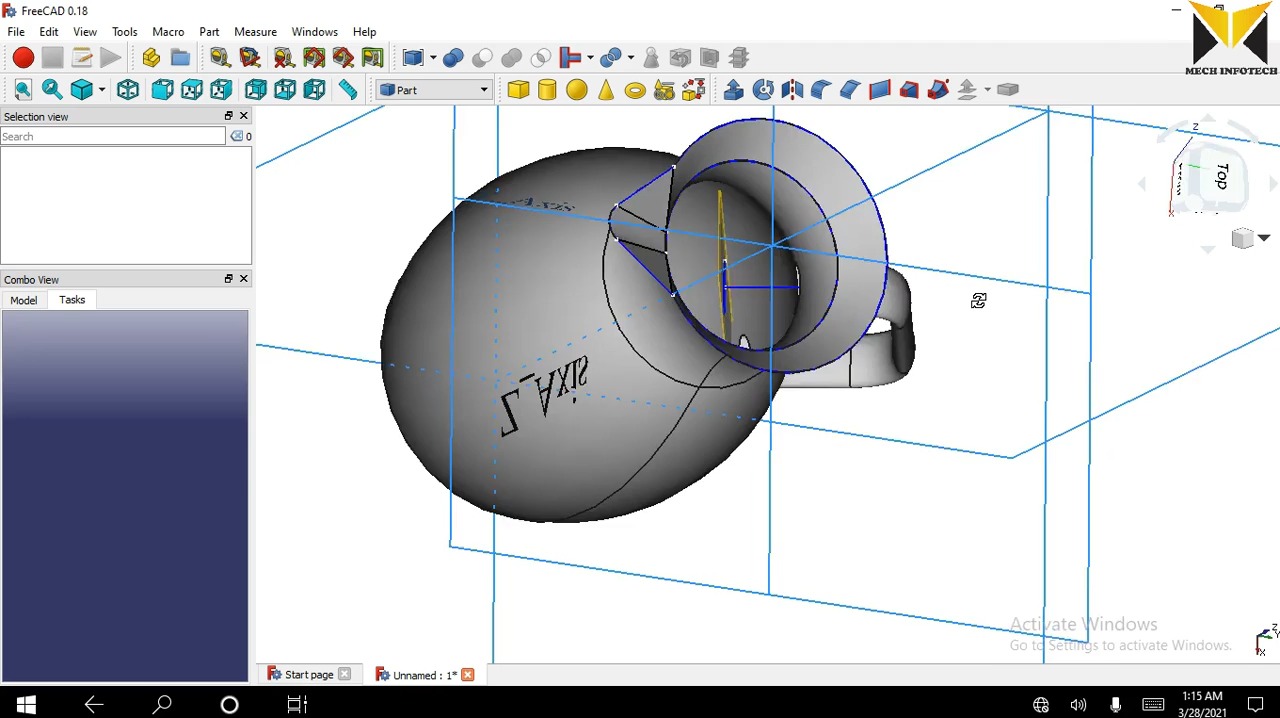 FreeCAD 0.18
File Edit View Tools Macro Part Measure Windows Help
MECH INFOTECH
Part
Selection view
Search
0
Combo View
Model Tasks
Z
Top
X
Axis
Z_Axis
Z
Y
X
Activate Windows
Go to Settings to activate Windows.
Start page
Unnamed : 1*
1:15 AM
3/28/2021